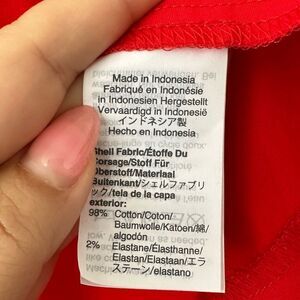 Made in Indonesia
Fabriqué en Indonésie
in Indonesien Hergestellt
Vervaardigd in Indonesië
インドネシア製
Hecho en Indonesia
Shell Fabric/Étoffe Du
Corsage/Stoff Für
Oberstoff/Materiaal
Buitenkant/シェルファブリ
ック/tela de la capa
exterior:
98% Cotton/Coton/
Baumwolle/Katoen/綿/
algodón
2% Elastane/Élasthanne/
Elastan/Elastaan/エラ
ステーン/elastano